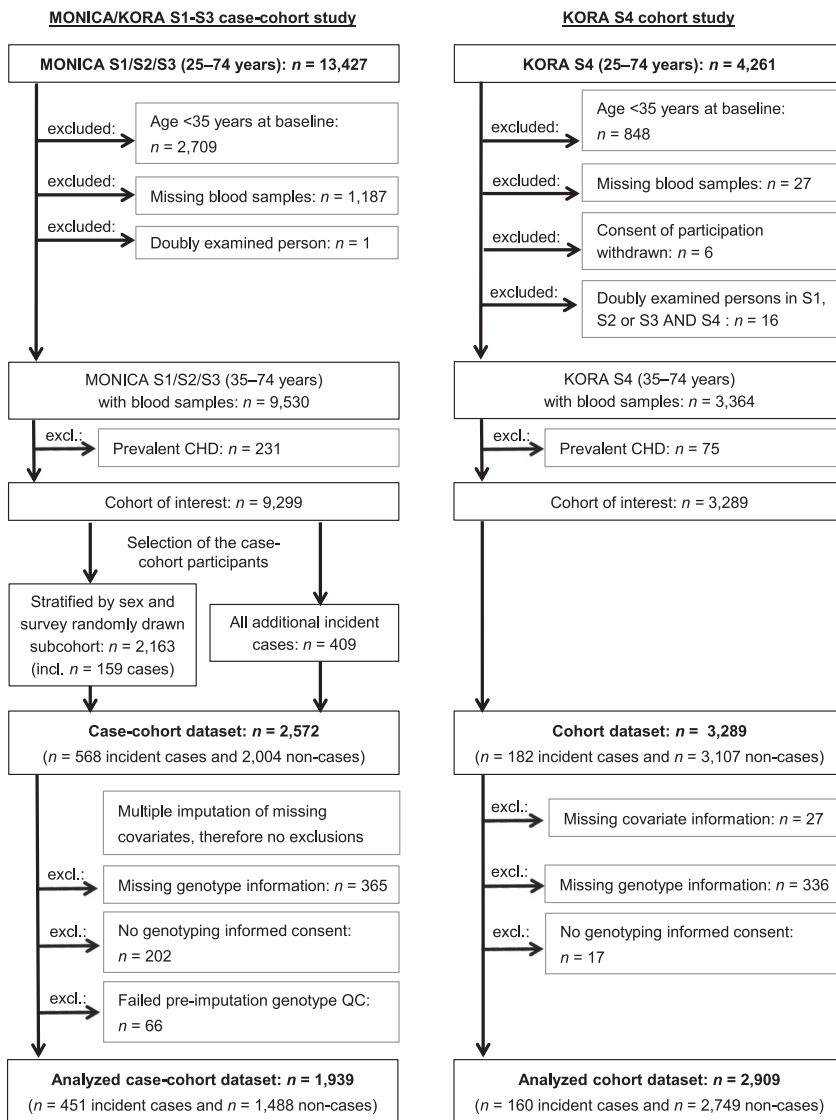 MONICA/KORA S1-S3 case-cohort study
MONICA S1/S2/S3 (25–74 years): n = 13,427
excluded:
Age <35 years at baseline:
n = 2,709
excluded:
Missing blood samples: n = 1,187
excluded:
Doubly examined person: n = 1
MONICA S1/S2/S3 (35–74 years)
with blood samples: n = 9,530
excl.:
Prevalent CHD: n = 231
Cohort of interest: n = 9,299
Selection of the case-
cohort participants
Stratified by sex and
survey randomly drawn
subcohort: n = 2,163
(incl. n = 159 cases)
All additional incident
cases: n = 409
Case-cohort dataset: n = 2,572
(n = 568 incident cases and 2,004 non-cases)
Multiple imputation of missing
covariates, therefore no exclusions
excl.:
Missing genotype information: n = 365
excl.:
No genotyping informed consent:
n = 202
excl.:
Failed pre-imputation genotype QC:
n = 66
Analyzed case-cohort dataset: n = 1,939
(n = 451 incident cases and n = 1,488 non-cases)
KORA S4 cohort study
KORA S4 (25–74 years): n = 4,261
excluded:
Age <35 years at baseline:
n = 848
excluded:
Missing blood samples: n = 27
excluded:
Consent of participation
withdrawn: n = 6
excluded:
Doubly examined persons in S1,
S2 or S3 AND S4 : n = 16
KORA S4 (35–74 years)
with blood samples: n = 3,364
excl.:
Prevalent CHD: n = 75
Cohort of interest: n = 3,289
Cohort dataset: n = 3,289
(n = 182 incident cases and n = 3,107 non-cases)
excl.:
Missing covariate information: n = 27
excl.:
Missing genotype information: n = 336
excl.:
No genotyping informed consent:
n = 17
Analyzed cohort dataset: n = 2,909
(n = 160 incident cases and n = 2,749 non-cases)